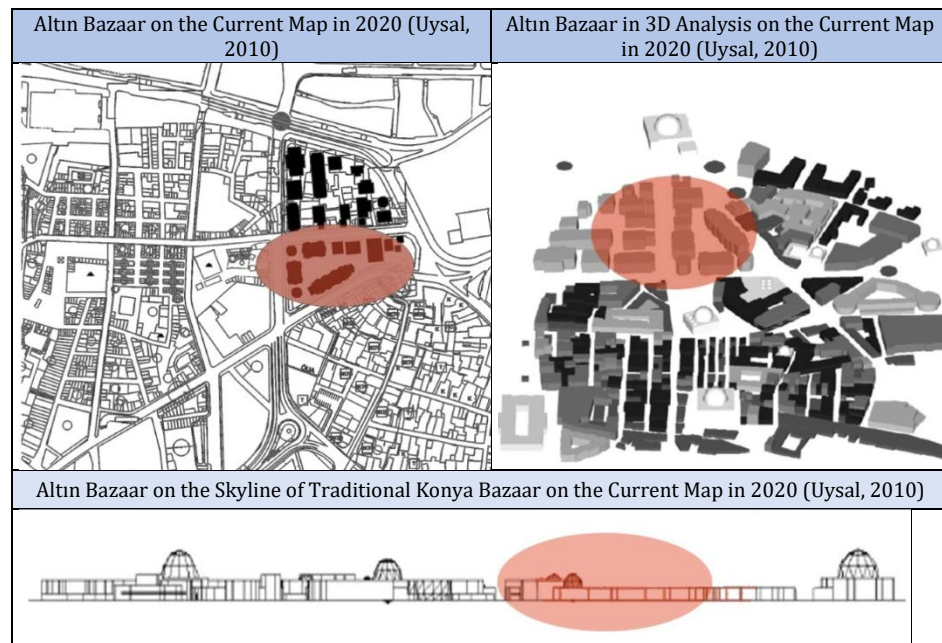 Altın Bazaar on the Current Map in 2020 (Uysal,
2010)
Altın Bazaar in 3D Analysis on the Current Map
in 2020 (Uysal, 2010)
Altın Bazaar on the Skyline of Traditional Konya Bazaar on the Current Map in 2020 (Uysal, 2010)